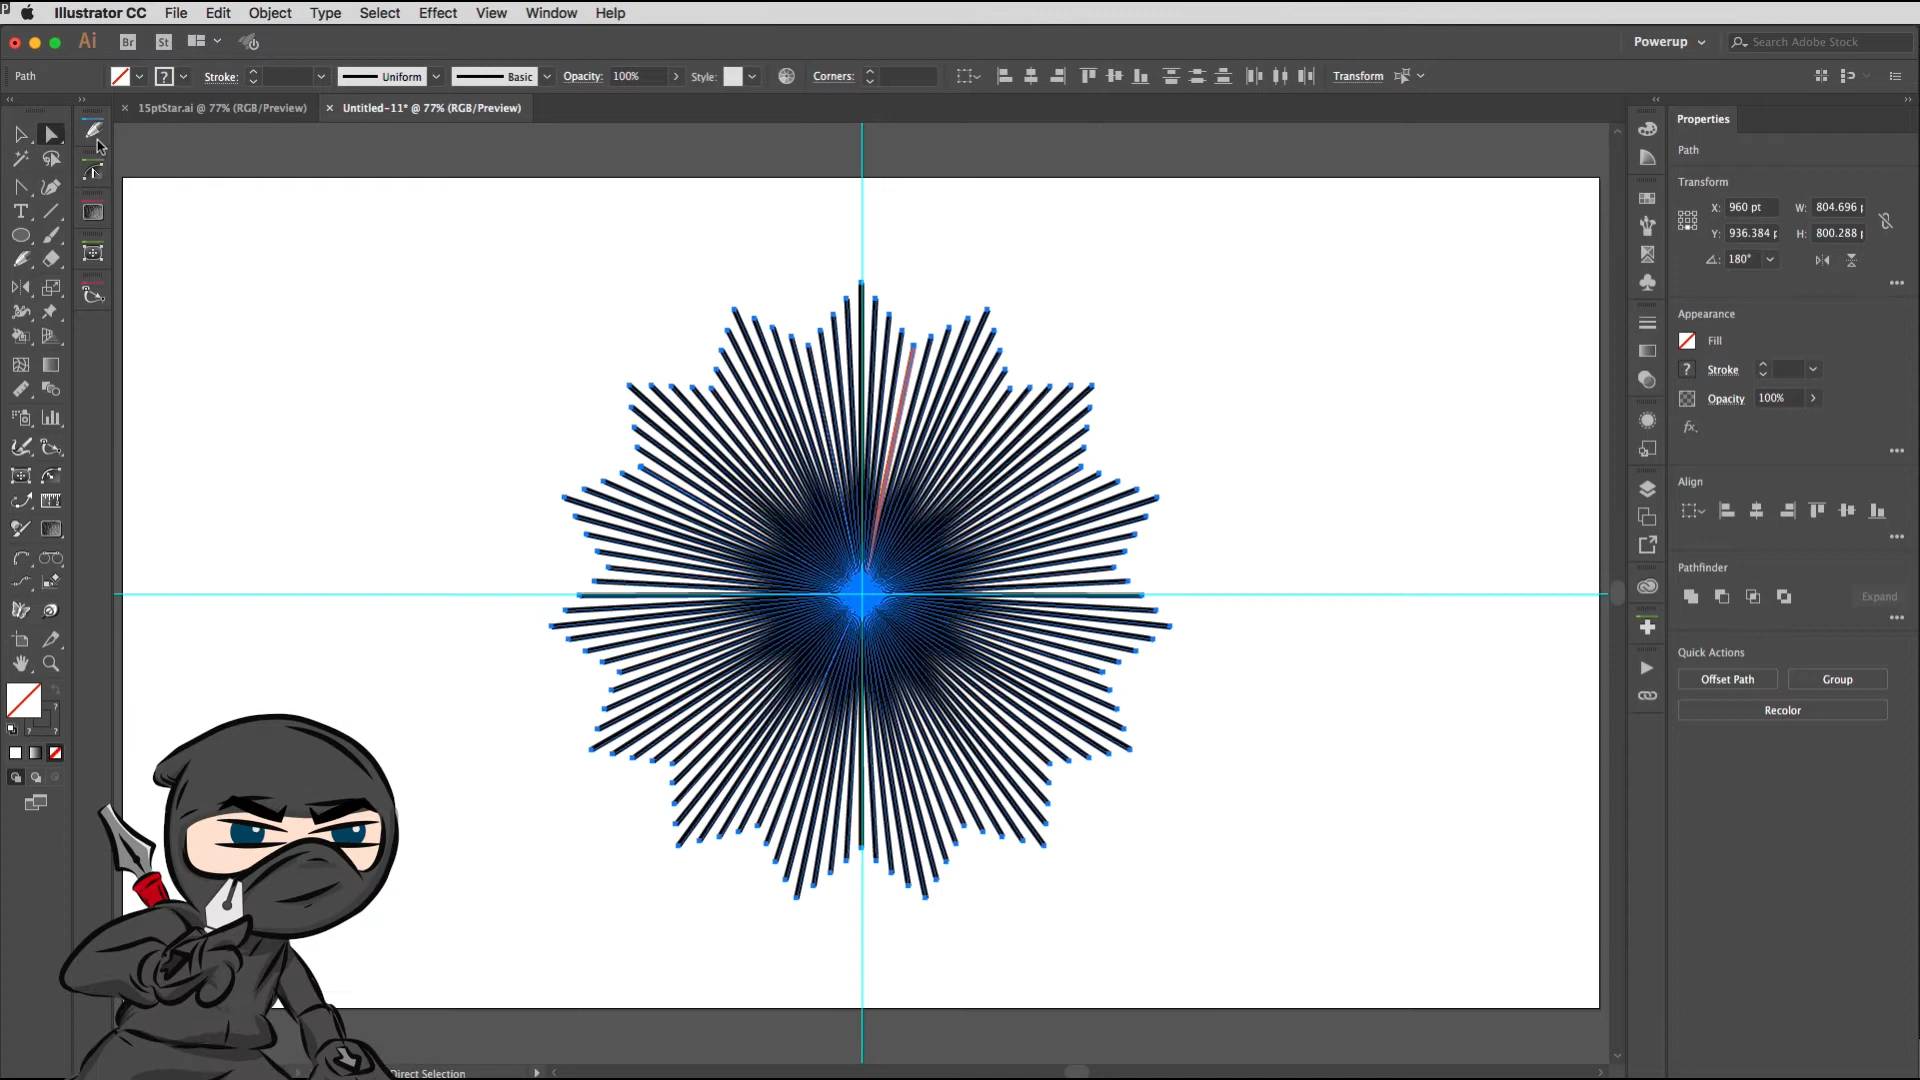 Illustrator CC File Edit Object Type Select Effect View Window Help
Ai Br St Powerup Search Adobe Stock
Path Stroke: Uniform Basic Opacity: 100% Style: Corners: Transform
15ptStar.ai @ 77% (RGB/Preview) Untitled-11* @ 77% (RGB/Preview)
Properties
Path
Transform
X: 960 pt W: 804.696 p
Y: 936.384 p H: 800.288 p
180°
Appearance
Fill
? Stroke
Opacity 100%
fx.
Align
Pathfinder
Expand
Quick Actions
Offset Path Group
Recolor
Direct Selection